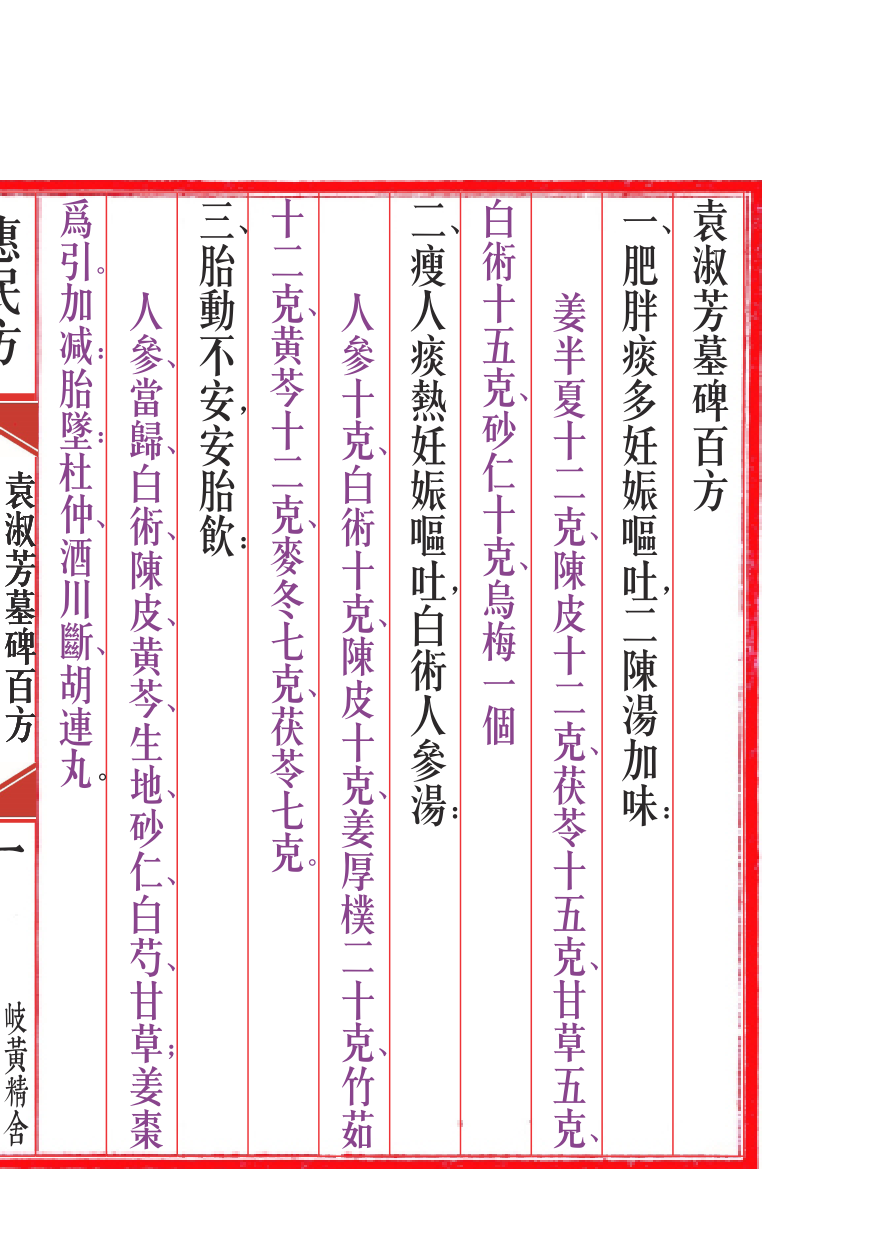 袁淑芳墓碑百方
一、肥胖痰多妊娠嘔吐，二陳湯加味：
姜半夏十二克、陳皮十二克、茯苓十五克、甘草五克、
白術十五克、砂仁十克、烏梅一個
二、瘦人痰熱妊娠嘔吐，白術人參湯：
人參十克、白術十克、陳皮十克、姜厚樸二十克、竹茹
十二克、黄芩十二克、麥冬七克、茯苓七克。
三、胎動不安，安胎飲：
人參、當歸、白術、陳皮、黄芩、生地、砂仁、白芍、甘草；姜棗
爲引。加减：胎墜：杜仲、酒川斷、胡連丸。
惠民方
袁淑芳墓碑百方
一
岐黄精舍